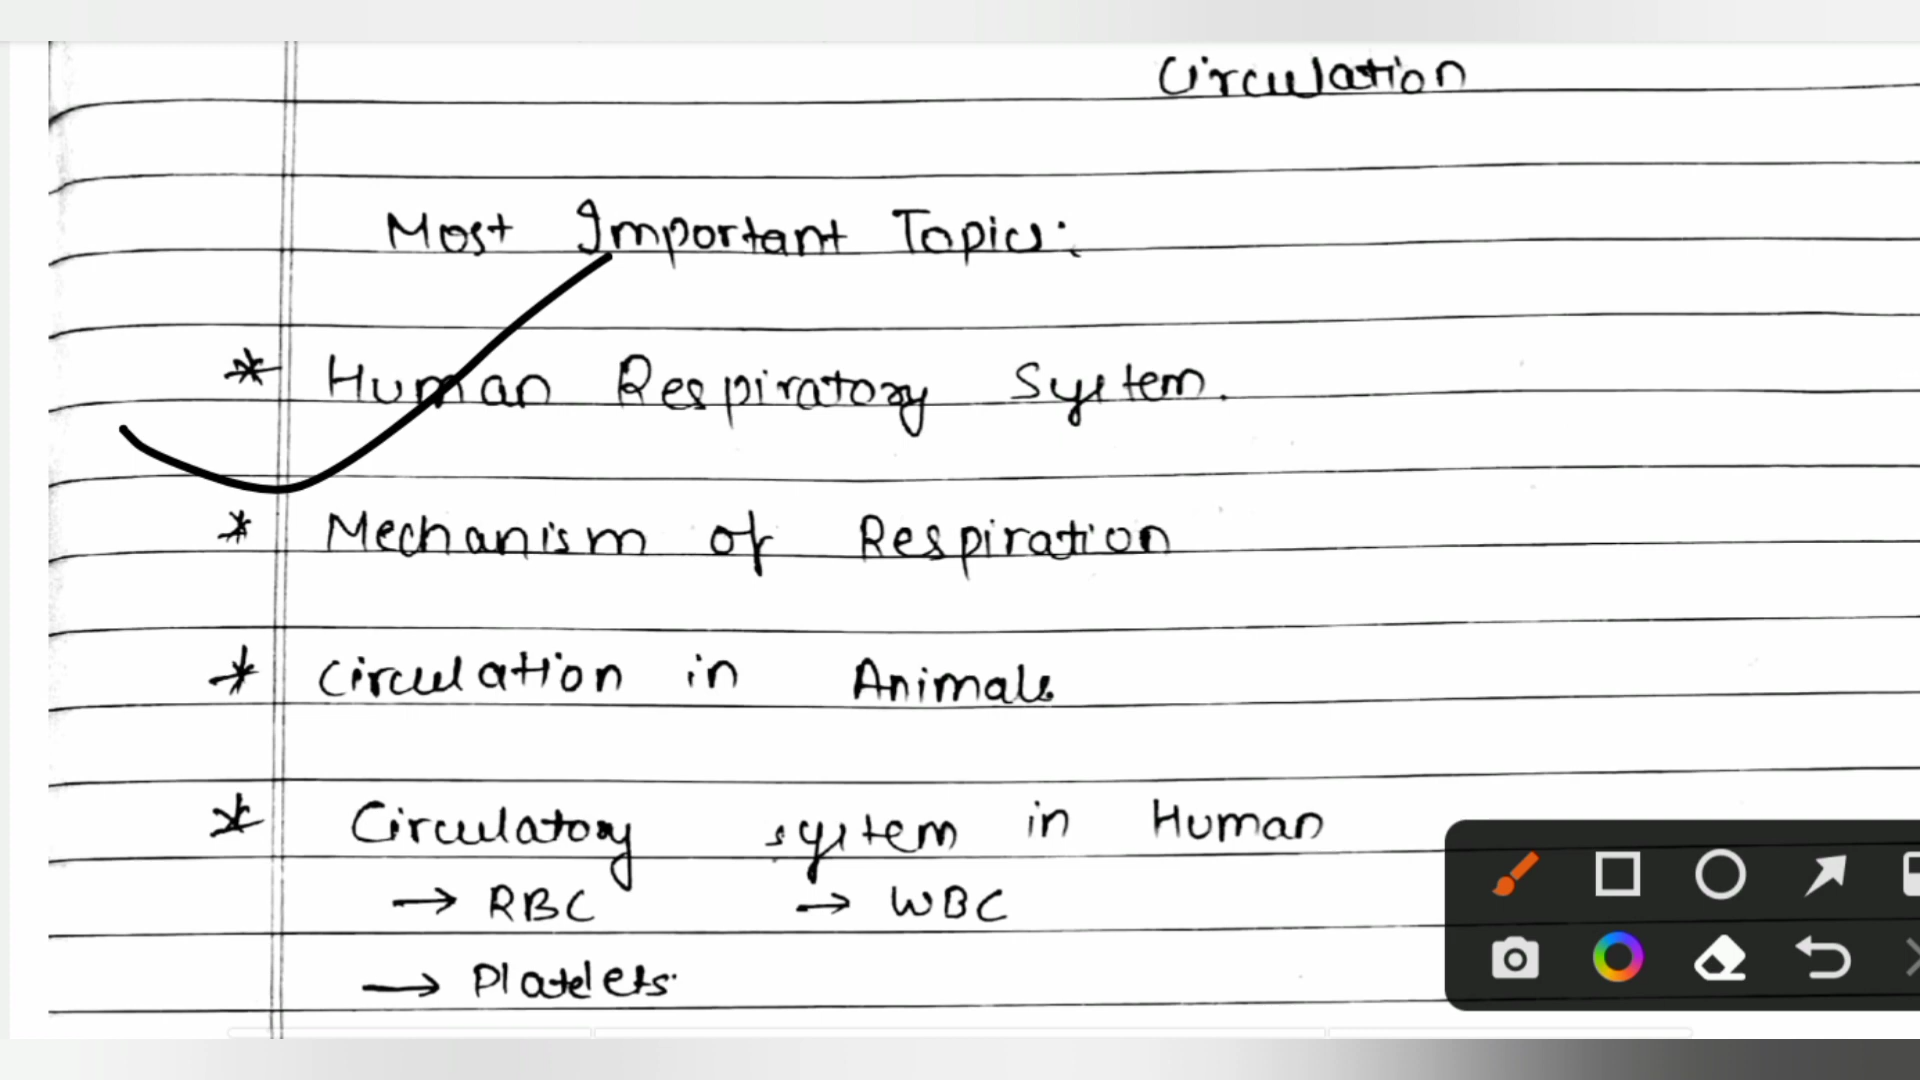 Circulation
Most Important Topics:
* Human Respiratory System.
* Mechanism of Respiration
* Circulation in Animals
* Circulatory system in Human
→ RBC → WBC
→ Platelets